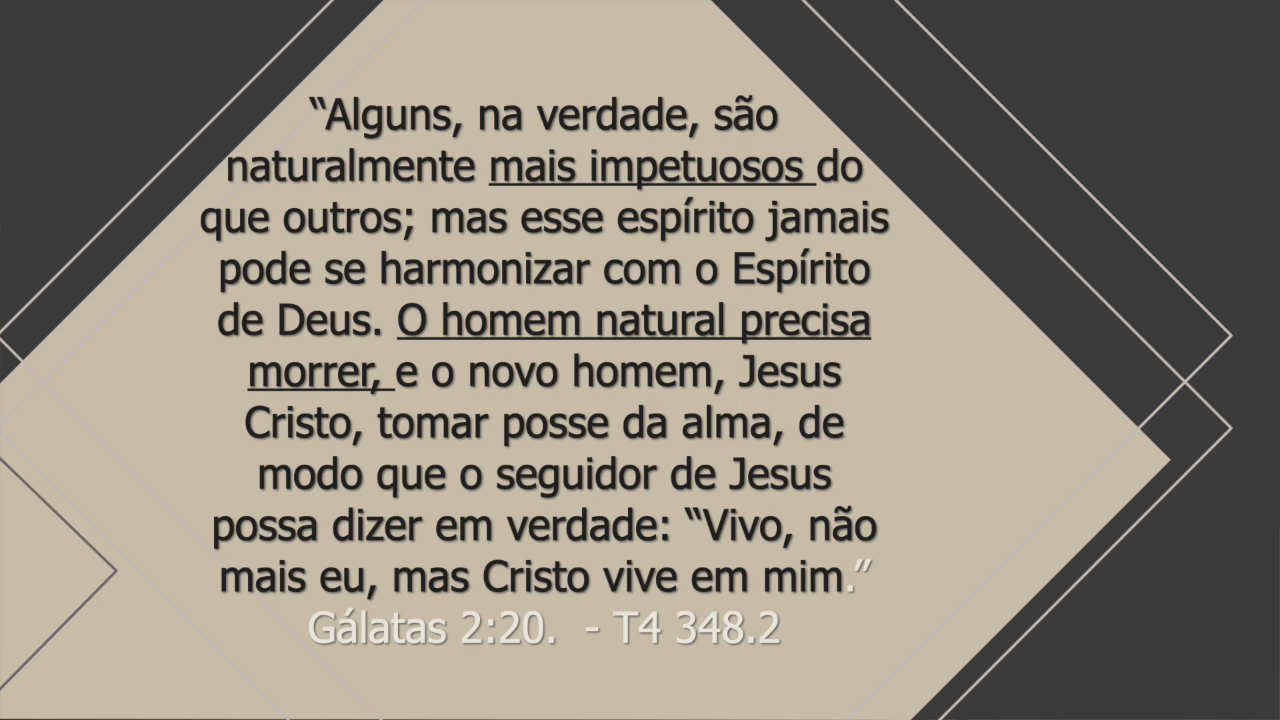 “Alguns, na verdade, são
naturalmente mais impetuosos do
que outros; mas esse espírito jamais
pode se harmonizar com o Espírito
de Deus. O homem natural precisa
morrer, e o novo homem, Jesus
Cristo, tomar posse da alma, de
modo que o seguidor de Jesus
possa dizer em verdade: “Vivo, não
mais eu, mas Cristo vive em mim.”
Gálatas 2:20.  - T4 348.2